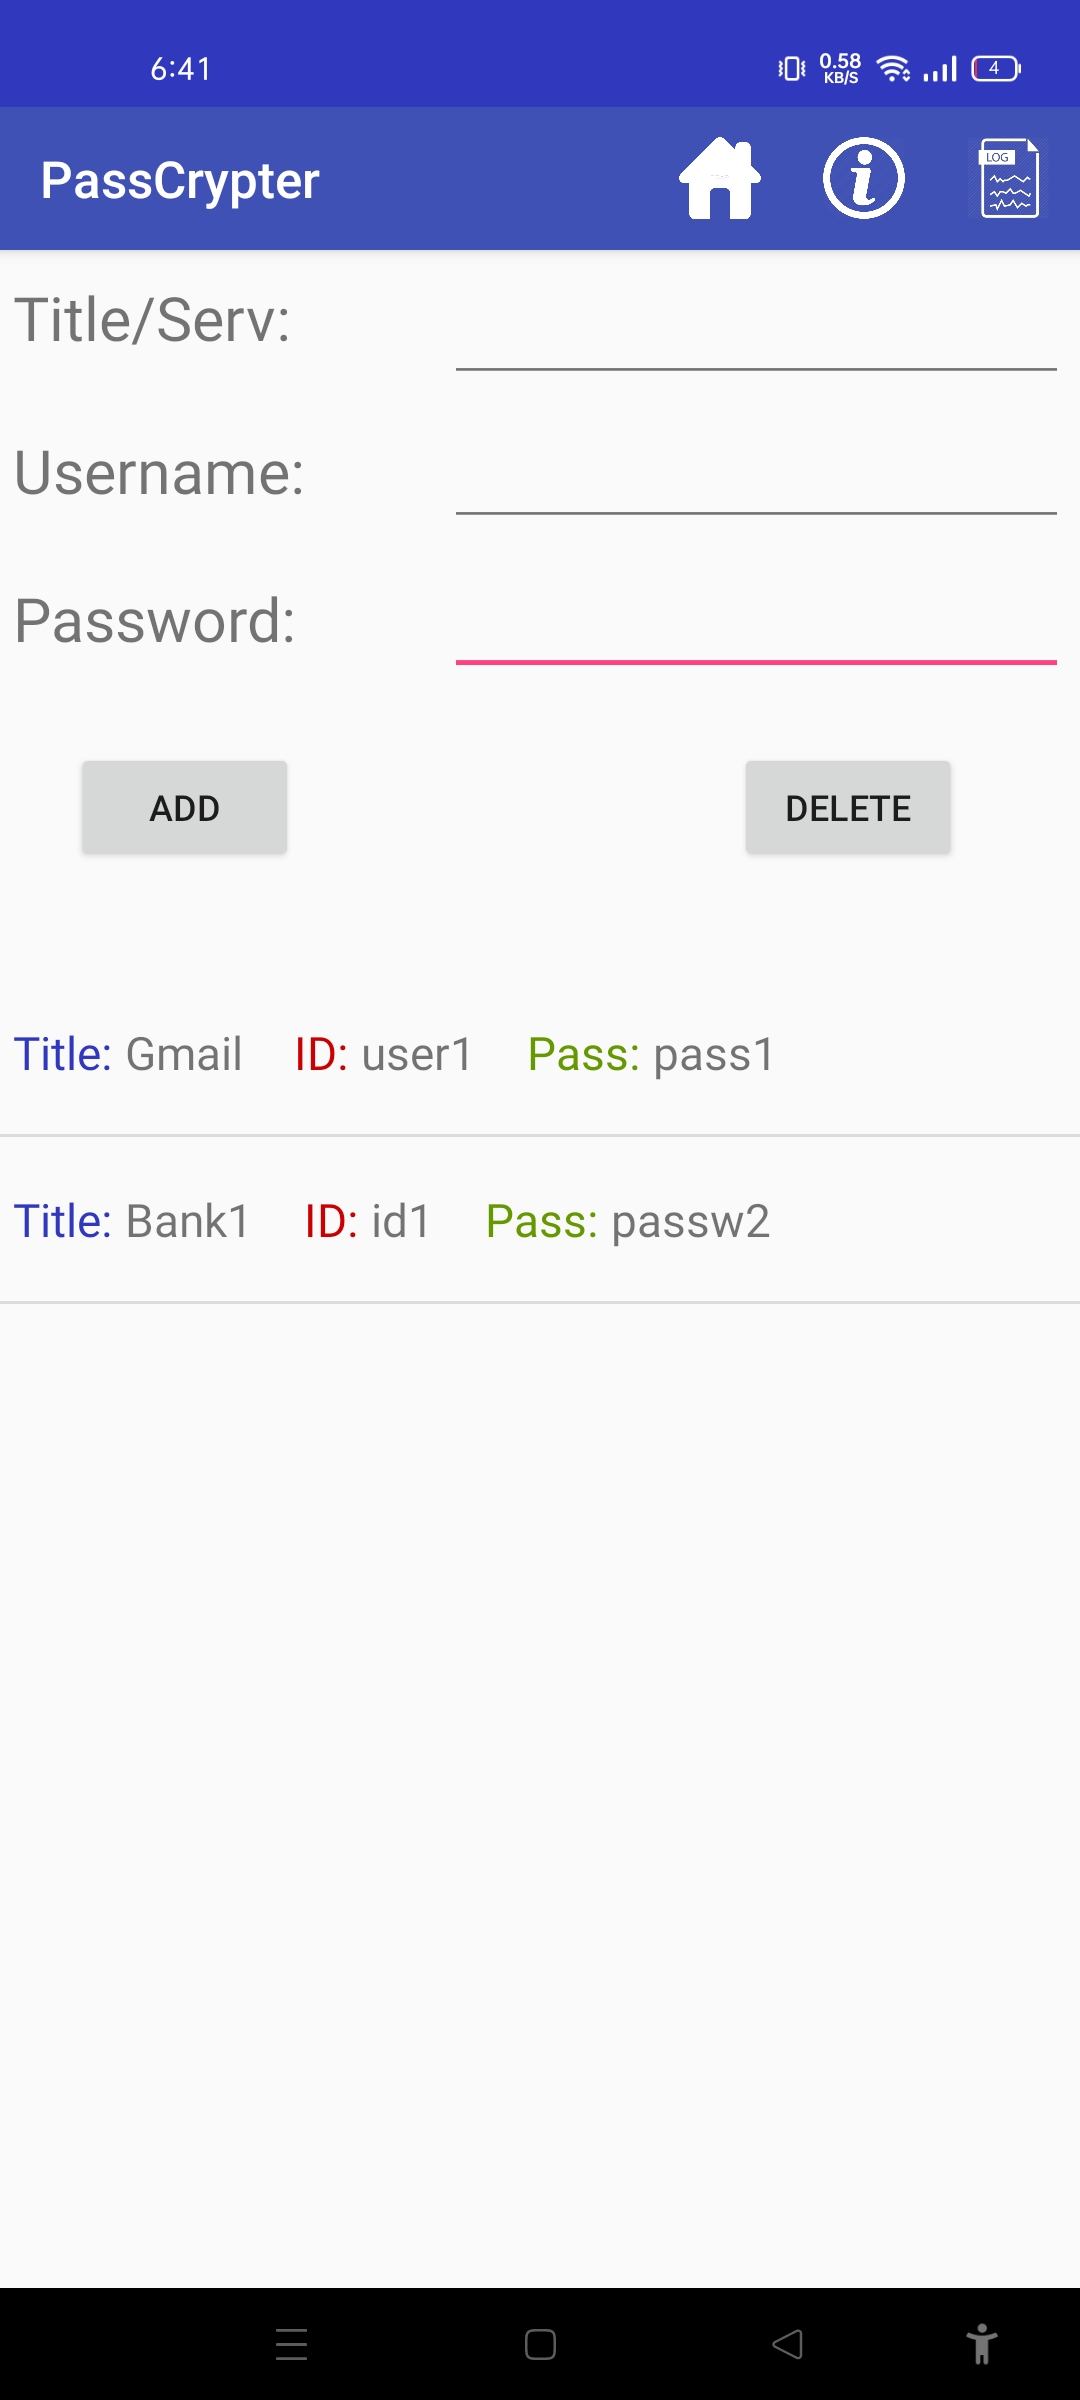 6:41 0.58 KB/S 4
PassCrypter LOG
Title/Serv:
Username:
Password:
ADD DELETE
Title: Gmail ID: user1 Pass: pass1
Title: Bank1 ID: id1 Pass: passw2